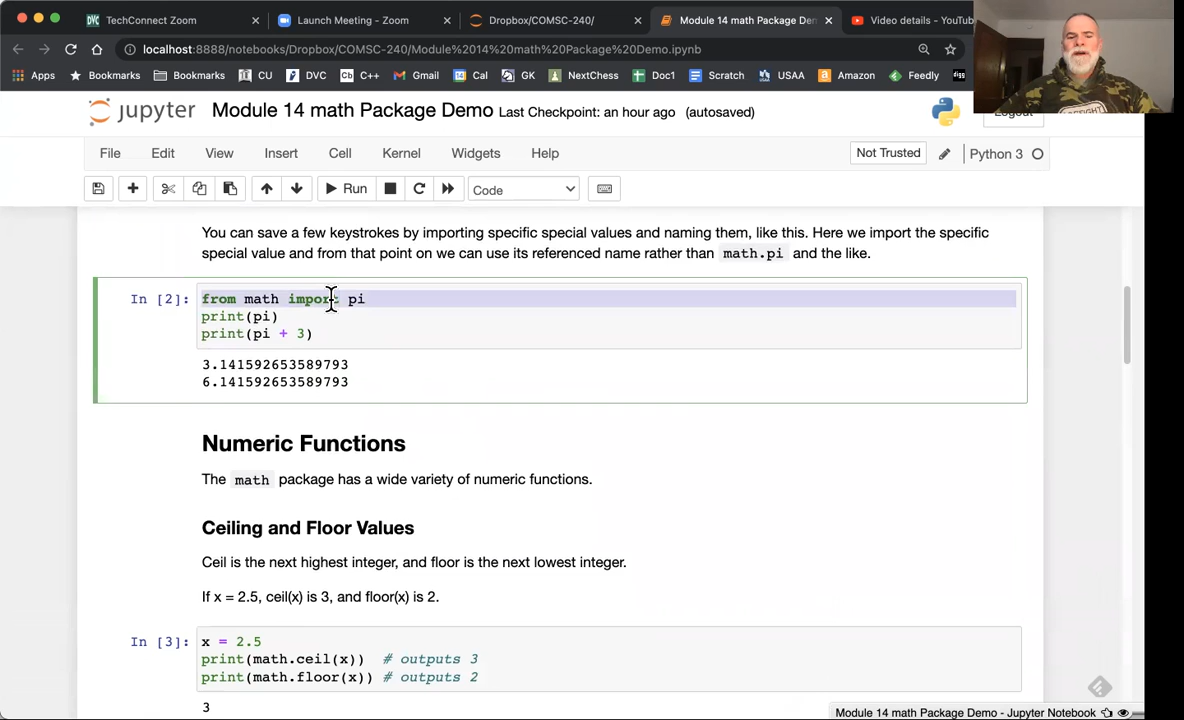 TechConnect Zoom
Launch Meeting - Zoom
Dropbox/COMSC-240/
Module 14 math Package Dem
Video details - YouTub
localhost:8888/notebooks/Dropbox/COMSC-240/Module%2014%20math%20Package%20Demo.ipynb
Apps Bookmarks Bookmarks CU DVC C++ Gmail Cal GK NextChess Doc1 Scratch USAA Amazon Feedly digg
jupyter Module 14 math Package Demo Last Checkpoint: an hour ago (autosaved)
Logout
File Edit View Insert Cell Kernel Widgets Help Not Trusted Python 3
Run Code
You can save a few keystrokes by importing specific special values and naming them, like this. Here we import the specific
special value and from that point on we can use its referenced name rather than math.pi and the like.
In [2]: from math import pi
print(pi)
print(pi + 3)
3.141592653589793
6.141592653589793
Numeric Functions
The math package has a wide variety of numeric functions.
Ceiling and Floor Values
Ceil is the next highest integer, and floor is the next lowest integer.
If x = 2.5, ceil(x) is 3, and floor(x) is 2.
In [3]: x = 2.5
print(math.ceil(x)) # outputs 3
print(math.floor(x)) # outputs 2
3
Module 14 math Package Demo - Jupyter Notebook